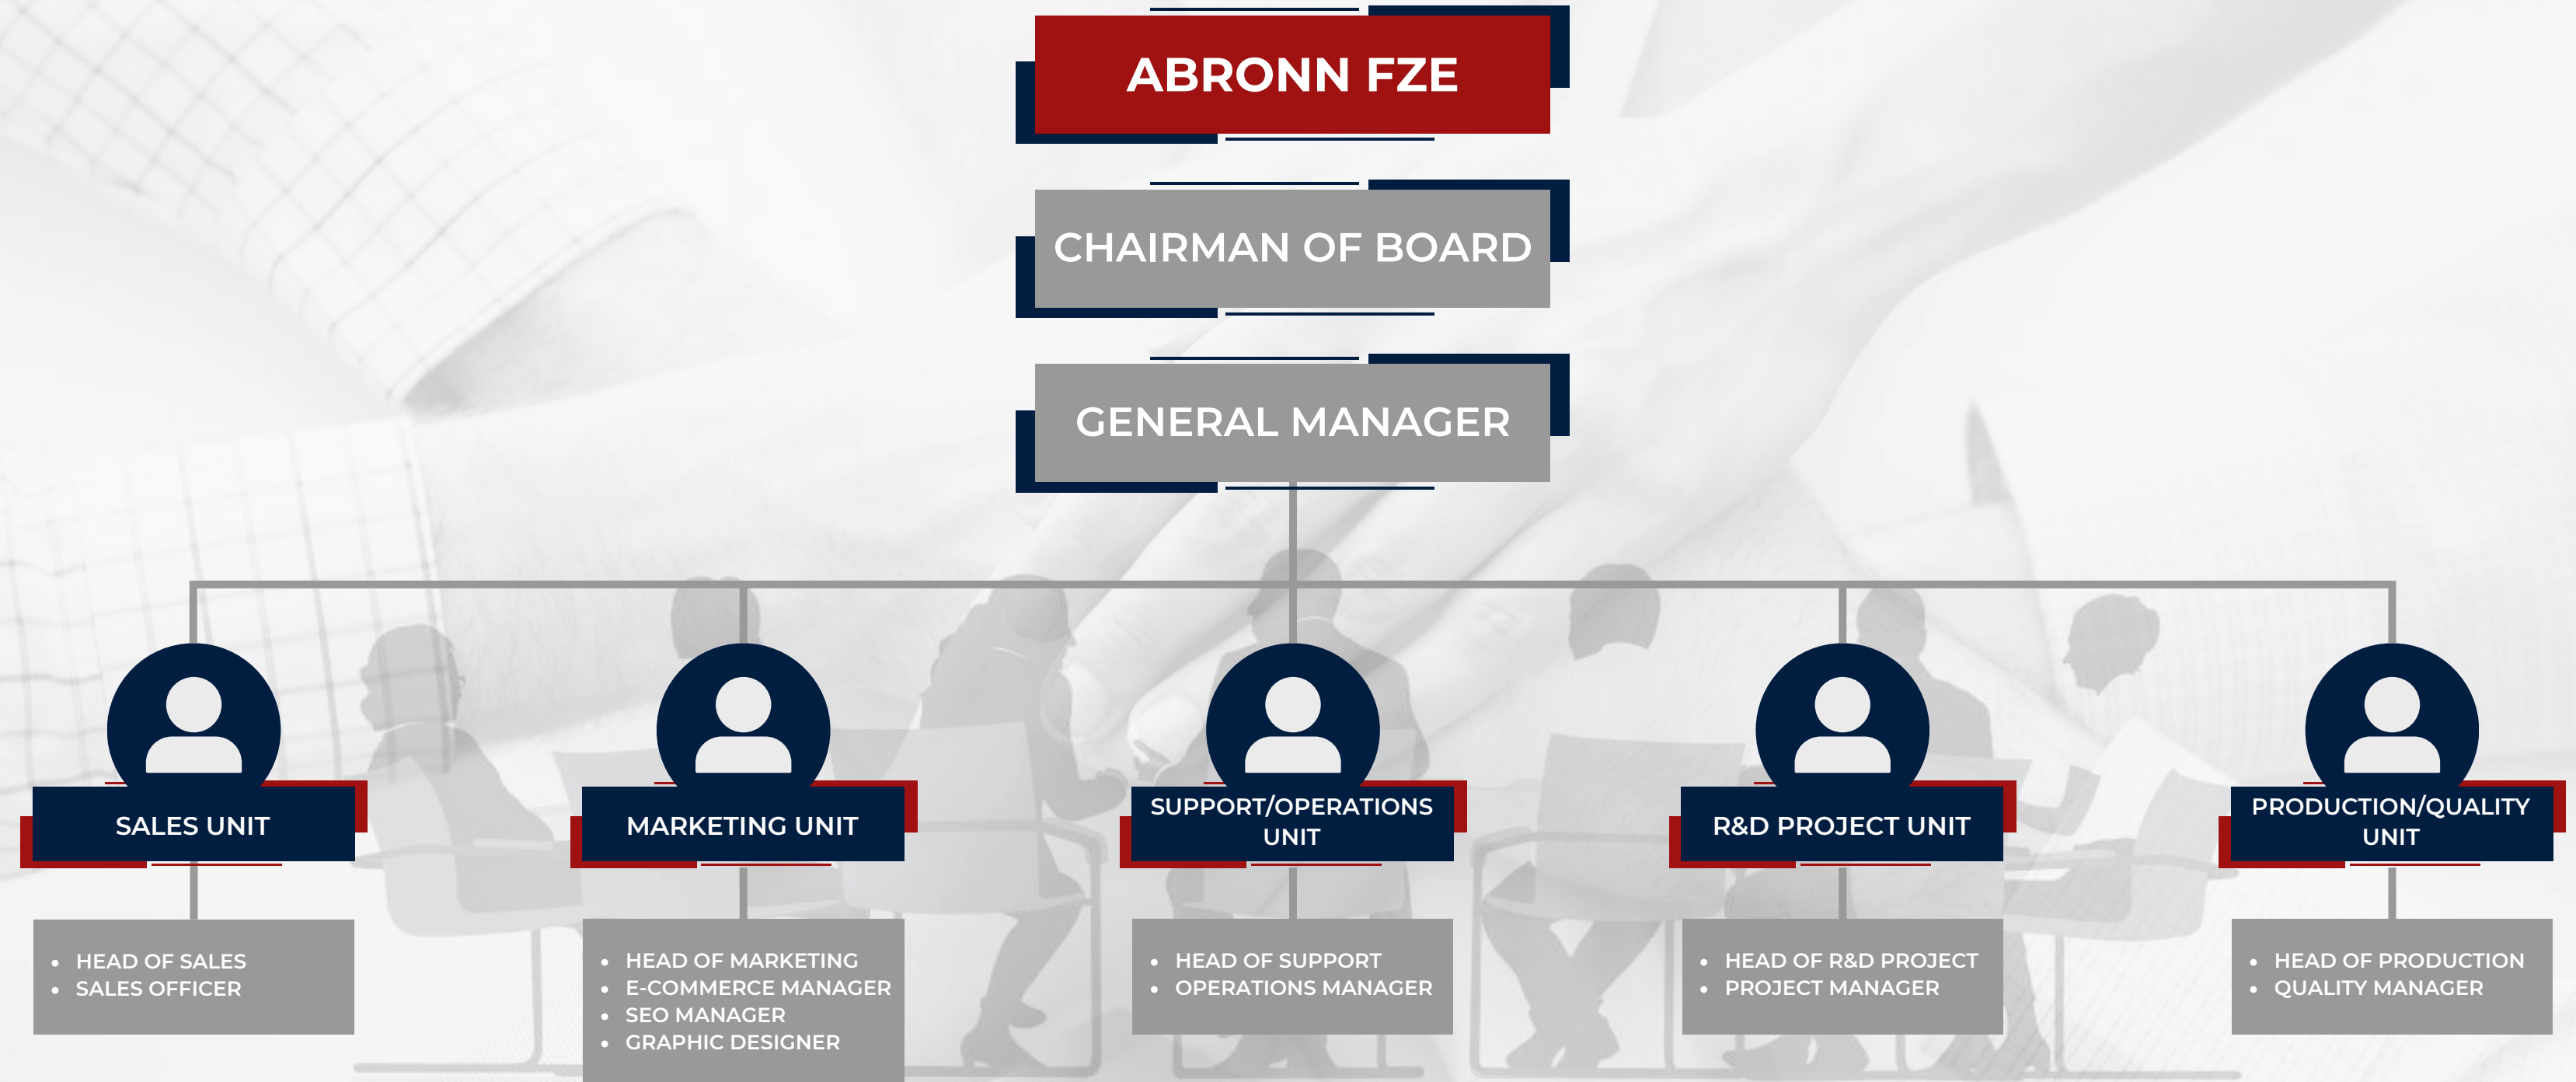 ABRONN FZE
CHAIRMAN OF BOARD
GENERAL MANAGER
SALES UNIT
• HEAD OF SALES
• SALES OFFICER
MARKETING UNIT
• HEAD OF MARKETING
• E-COMMERCE MANAGER
• SEO MANAGER
• GRAPHIC DESIGNER
SUPPORT/OPERATIONS
UNIT
• HEAD OF SUPPORT
• OPERATIONS MANAGER
R&D PROJECT UNIT
• HEAD OF R&D PROJECT
• PROJECT MANAGER
PRODUCTION/QUALITY
UNIT
• HEAD OF PRODUCTION
• QUALITY MANAGER